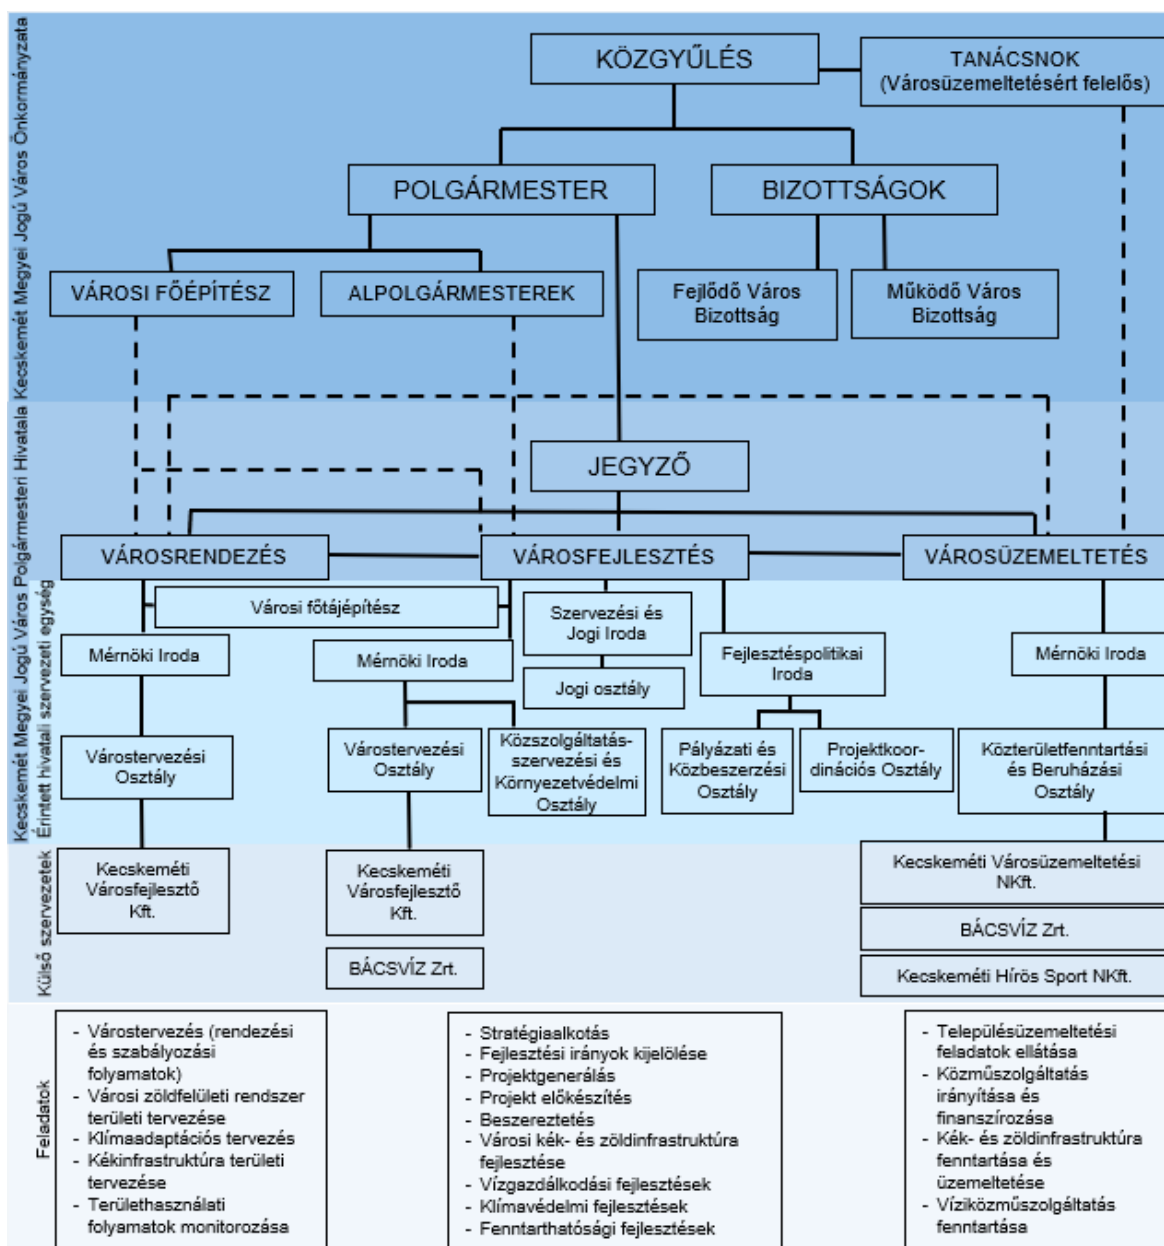 Kecskemét Megyei Jogú Város Önkormányzata
KÖZGYŰLÉS
TANÁCSNOK
(Városüzemeltetésért felelős)
POLGÁRMESTER
BIZOTTSÁGOK
VÁROSI FŐÉPÍTÉSZ
ALPOLGÁRMESTEREK
Fejlődő Város
Bizottság
Működő Város
Bizottság
Kecskemét Megyei Jogú Város Polgármesteri Hivatala
JEGYZŐ
VÁROSRENDEZÉS
VÁROSFEJLESZTÉS
VÁROSÜZEMELTETÉS
Érintett hivatali szervezeti egység
Városi főtájépítész
Szervezési és
Jogi Iroda
Mérnöki Iroda
Mérnöki Iroda
Jogi osztály
Fejlesztéspolitikai
Iroda
Mérnöki Iroda
Várostervezési
Osztály
Várostervezési
Osztály
Közszolgáltatás-
szervezési és
Környezetvédelmi
Osztály
Pályázati és
Közbeszerzési
Osztály
Projektkoor-
dinációs Osztály
Közterületfenntartási
és Beruházási
Osztály
Külső szervezetek
Kecskeméti
Városfejlesztő
Kft.
Kecskeméti
Városfejlesztő
Kft.
BÁCSVÍZ Zrt.
Kecskeméti Városüzemeltetési
NKft.
BÁCSVÍZ Zrt.
Kecskeméti Hírös Sport NKft.
Feladatok
- Várostervezés (rendezési
és szabályozási
folyamatok)
- Városi zöldfelületi rendszer
területi tervezése
- Klímaadaptációs tervezés
- Kékinfrastruktúra területi
tervezése
- Területhasználati
folyamatok monitorozása
- Stratégiaalkotás
- Fejlesztési irányok kijelölése
- Projektgenerálás
- Projekt előkészítés
- Beszereztetés
- Városi kék- és zöldinfrastruktúra
fejlesztése
- Vízgazdálkodási fejlesztések
- Klímavédelmi fejlesztések
- Fenntarthatósági fejlesztések
- Településüzemeltetési
feladatok ellátása
- Közműszolgáltatás
irányítása és
finanszírozása
- Kék- és zöldinfrastruktúra
fenntartása és
üzemeltetése
- Víziközműszolgáltatás
fenntartása